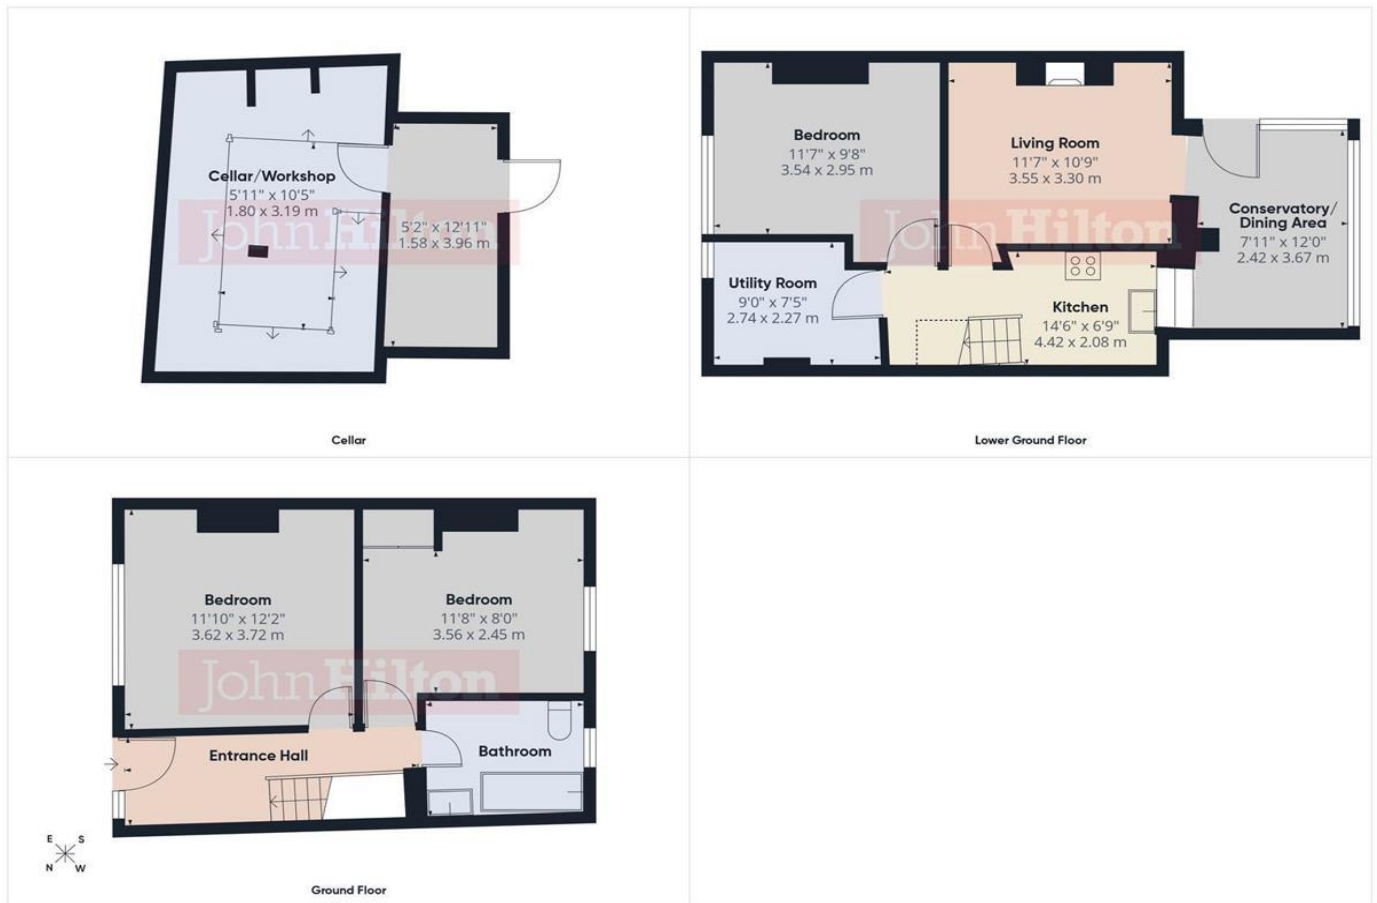 Cellar/Workshop
5'11" x 10'5"
1.80 x 3.19 m
5'2" x 12'11"
1.58 x 3.96 m
John Hilton
Cellar
Bedroom
11'7" x 9'8"
3.54 x 2.95 m
Living Room
11'7" x 10'9"
3.55 x 3.30 m
Conservatory/
Dining Area
7'11" x 12'0"
2.42 x 3.67 m
John Hilton
Utility Room
9'0" x 7'5"
2.74 x 2.27 m
Kitchen
14'6" x 6'9"
4.42 x 2.08 m
Lower Ground Floor
Bedroom
11'10" x 12'2"
3.62 x 3.72 m
Bedroom
11'8" x 8'0"
3.56 x 2.45 m
John Hilton
Entrance Hall
Bathroom
E S
N W
Ground Floor